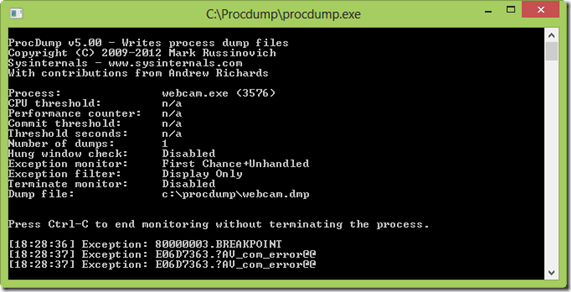 C:\Procdump\procdump.exe
ProcDump v5.00 - Writes process dump files
Copyright (C) 2009-2012 Mark Russinovich
Sysinternals - www.sysinternals.com
With contributions from Andrew Richards
Process: webcam.exe (3576)
CPU threshold: n/a
Performance counter: n/a
Commit threshold: n/a
Threshold seconds: n/a
Number of dumps: 1
Hung window check: Disabled
Exception monitor: First Chance+Unhandled
Exception filter: Display Only
Terminate monitor: Disabled
Dump file: c:\procdump\webcam.dmp
Press Ctrl-C to end monitoring without terminating the process.
[18:28:36] Exception: 80000003.BREAKPOINT
[18:28:37] Exception: E06D7363.?AV_com_error@@
[18:28:37] Exception: E06D7363.?AV_com_error@@